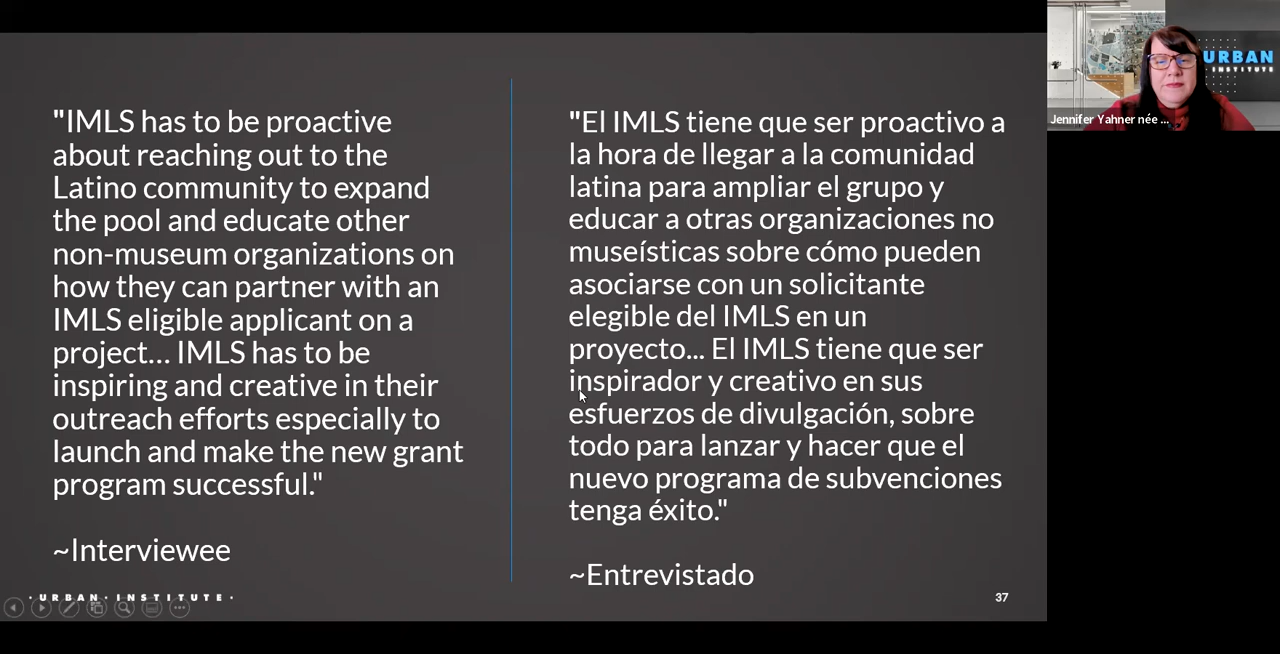 "IMLS has to be proactive
about reaching out to the
Latino community to expand
the pool and educate other
non-museum organizations on
how they can partner with an
IMLS eligible applicant on a
project... IMLS has to be
inspiring and creative in their
outreach efforts especially to
launch and make the new grant
program successful."
~Interviewee
"El IMLS tiene que ser proactivo a
la hora de llegar a la comunidad
latina para ampliar el grupo y
educar a otras organizaciones no
museísticas sobre cómo pueden
asociarse con un solicitante
elegible del IMLS en un
proyecto... El IMLS tiene que ser
inspirador y creativo en sus
esfuerzos de divulgación, sobre
todo para lanzar y hacer que el
nuevo programa de subvenciones
tenga éxito."
~Entrevistado
· URBAN · INSTITUTE ·
37
URBAN
INSTITUTE
Jennifer Yahner née ...